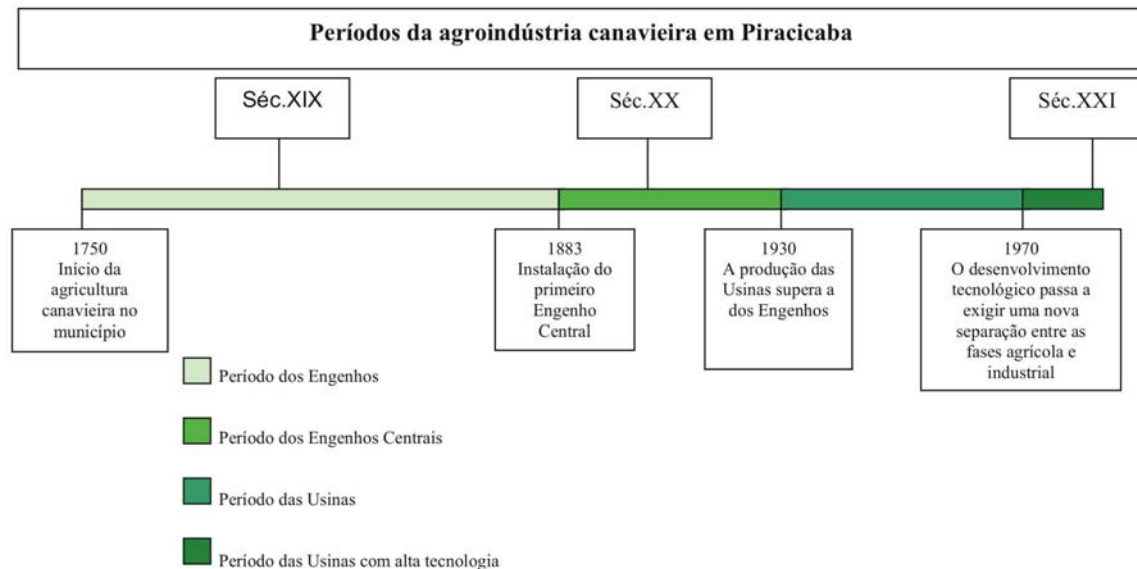 Períodos da agroindústria canavieira em Piracicaba
Séc.XIX
Séc.XX
Séc.XXI
1750
Início da
agricultura
canavieira no
município
1883
Instalação do
primeiro
Engenho
Central
1930
A produção das
Usinas supera a
dos Engenhos
1970
O desenvolvimento
tecnológico passa a
exigir uma nova
separação entre as
fases agrícola e
industrial
Período dos Engenhos
Período dos Engenhos Centrais
Período das Usinas
Período das Usinas com alta tecnologia